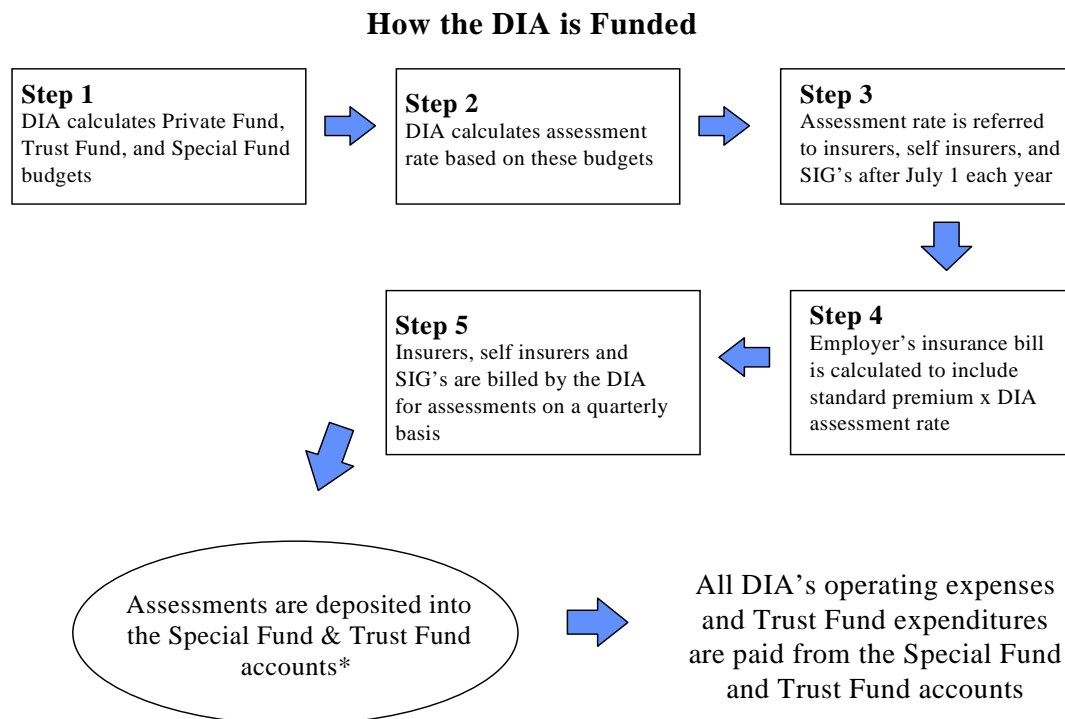 How the DIA is Funded
Step 1
DIA calculates Private Fund,
Trust Fund, and Special Fund
budgets
Step 2
DIA calculates assessment
rate based on these budgets
Step 3
Assessment rate is referred
to insurers, self insurers, and
SIG’s after July 1 each year
Step 4
Employer’s insurance bill
is calculated to include
standard premium x DIA
assessment rate
Step 5
Insurers, self insurers and
SIG’s are billed by the DIA
for assessments on a quarterly
basis
Assessments are deposited into
the Special Fund & Trust Fund
accounts*
All DIA’s operating expenses
and Trust Fund expenditures
are paid from the Special Fund
and Trust Fund accounts